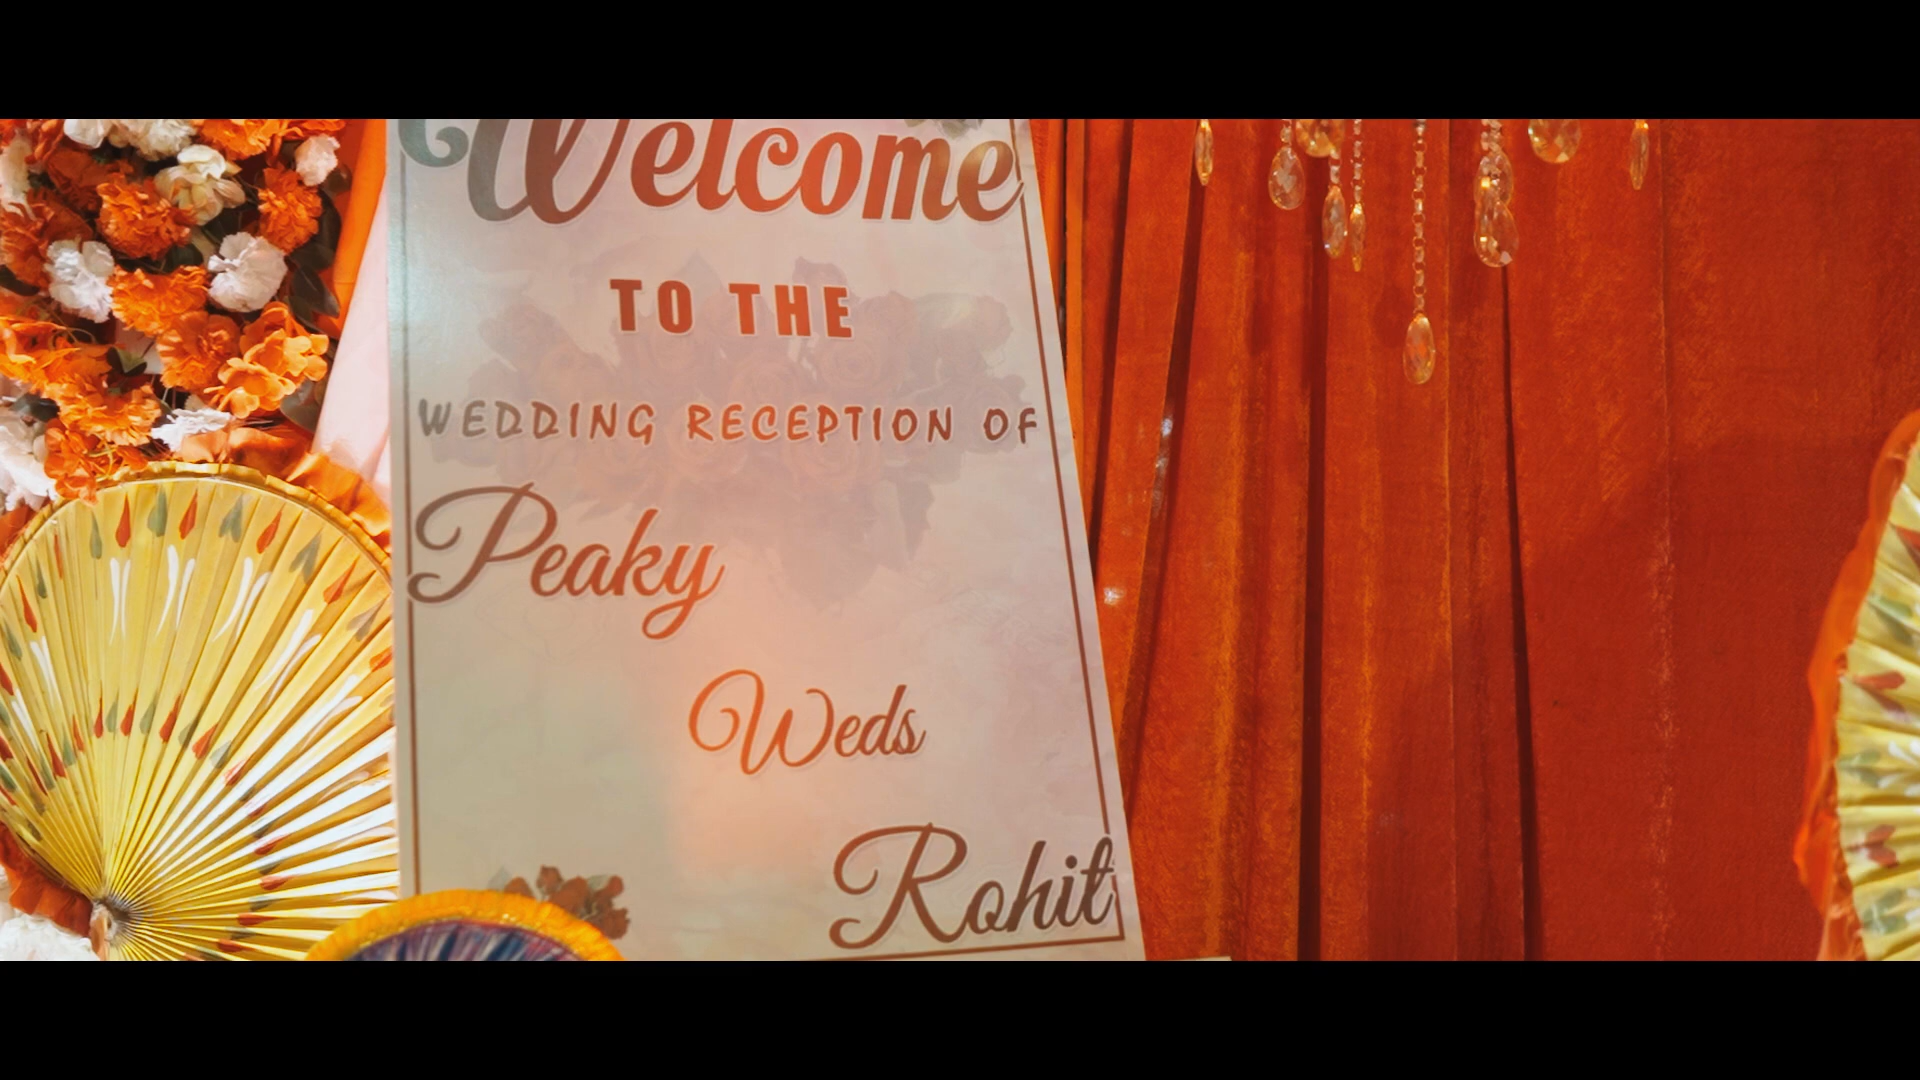 Welcome
TO THE
WEDDING RECEPTION OF
Peaky
Weds
Rohit